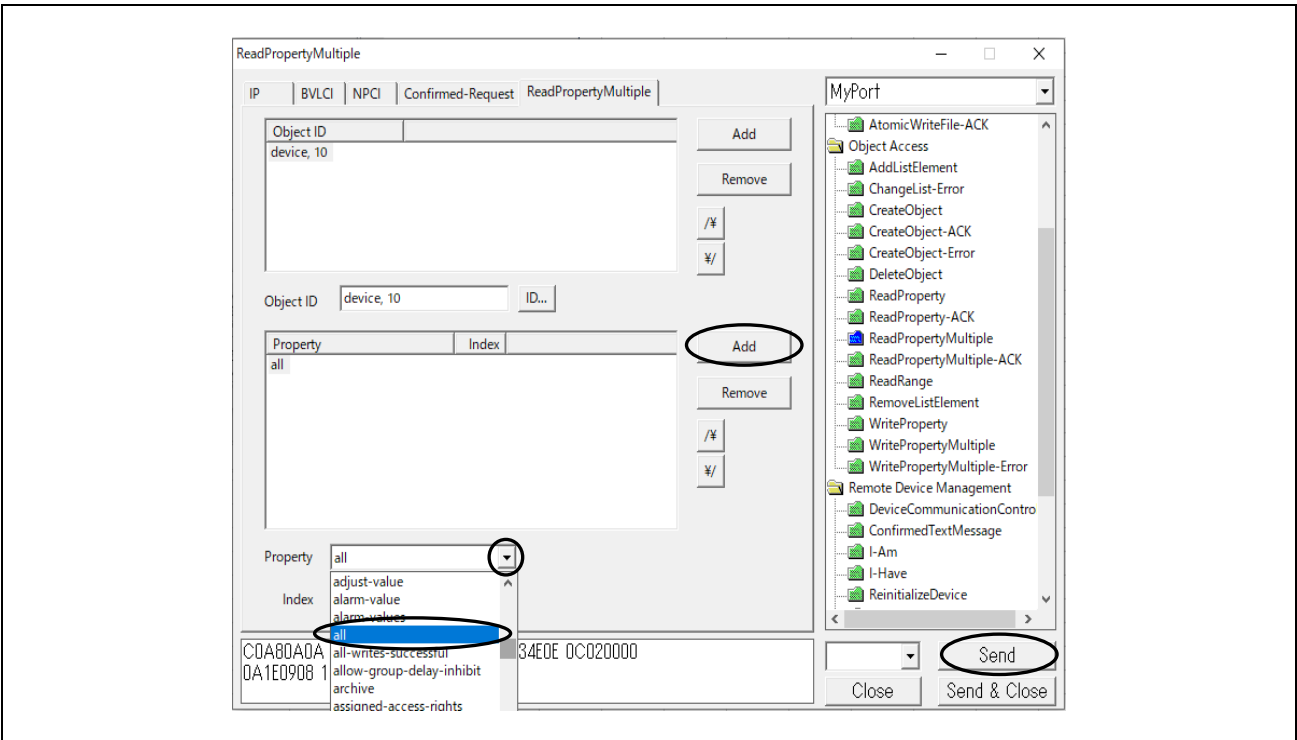 ReadPropertyMultiple
IP BVLCI NPCI Confirmed-Request ReadPropertyMultiple
Object ID
device, 10
Add
Remove
/¥
¥/
Object ID device, 10 ID...
Property Index
all
Add
Remove
/¥
¥/
Property all
adjust-value
alarm-value
alarm-values
all
all-writes-successful
allow-group-delay-inhibit
archive
assigned-access-rights
Index
C0A80A0A 34E0E 0C020000
0A1E0908 1
MyPort
AtomicWriteFile-ACK
Object Access
AddListElement
ChangeList-Error
CreateObject
CreateObject-ACK
CreateObject-Error
DeleteObject
ReadProperty
ReadProperty-ACK
ReadPropertyMultiple
ReadPropertyMultiple-ACK
ReadRange
RemoveListElement
WriteProperty
WritePropertyMultiple
WritePropertyMultiple-Error
Remote Device Management
DeviceCommunicationContro
ConfirmedTextMessage
I-Am
I-Have
ReinitializeDevice
Send
Close Send & Close